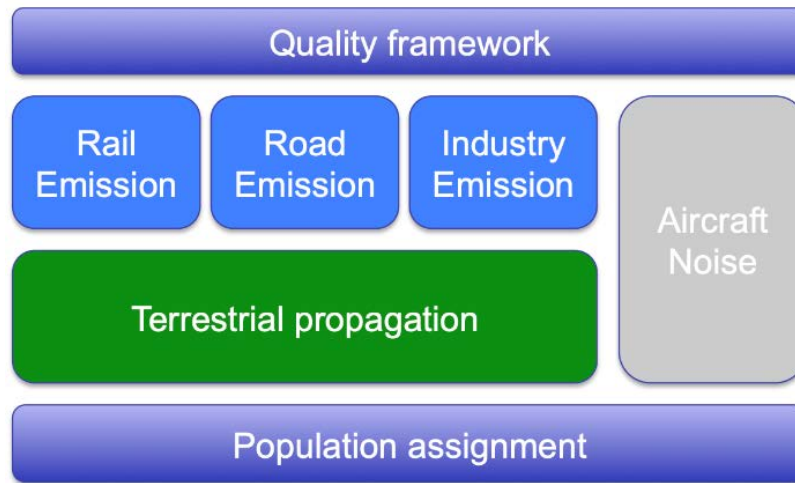 Quality framework
Rail
Emission
Road
Emission
Industry
Emission
Aircraft
Noise
Terrestrial propagation
Population assignment